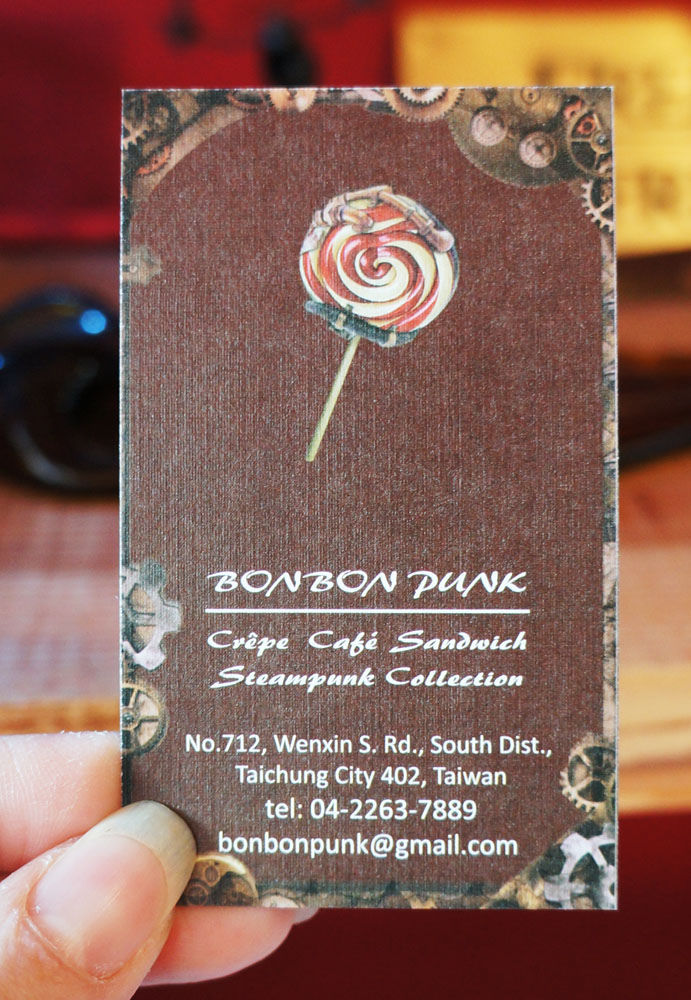 BONBON PUNK
Crêpe Café Sandwich
Steampunk Collection
No.712, Wenxin S. Rd., South Dist.,
Taichung City 402, Taiwan
tel: 04-2263-7889
bonbonpunk@gmail.com